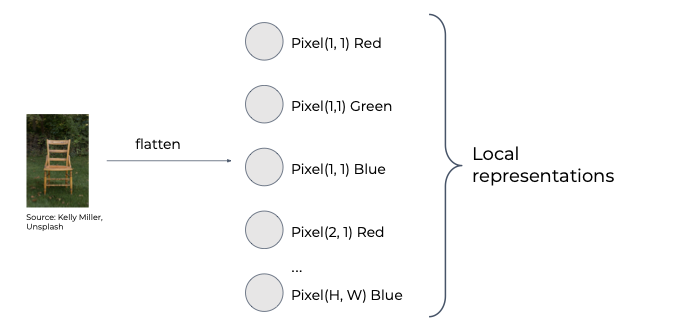 flatten
Source: Kelly Miller,
Unsplash
Pixel(1, 1) Red
Pixel(1,1) Green
Pixel(1, 1) Blue
Pixel(2, 1) Red
...
Pixel(H, W) Blue
Local
representations